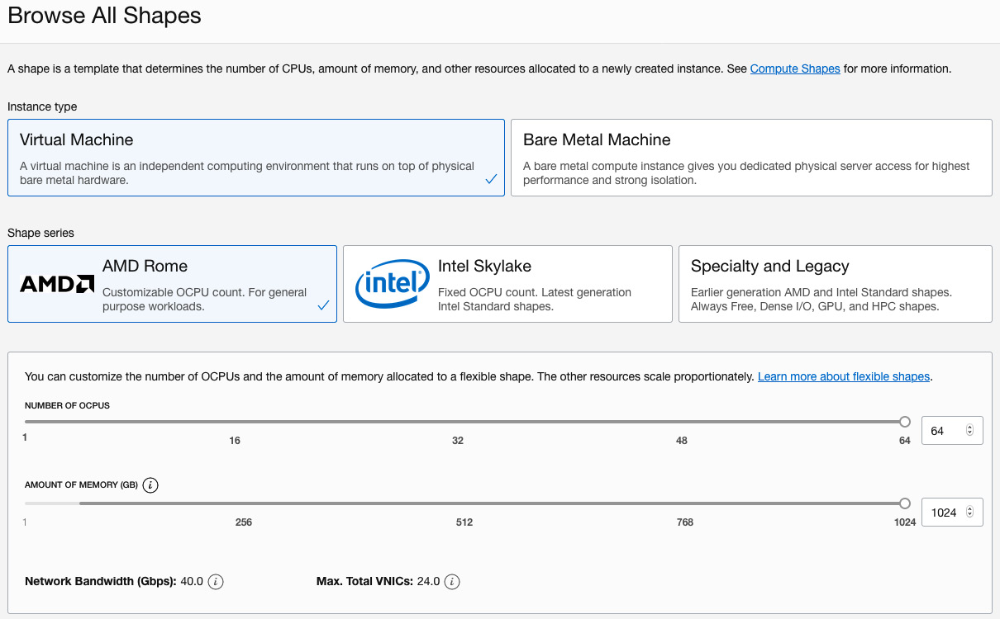 Browse All Shapes
A shape is a template that determines the number of CPUs, amount of memory, and other resources allocated to a newly created instance. See Compute Shapes for more information.
Instance type
Virtual Machine
A virtual machine is an independent computing environment that runs on top of physical
bare metal hardware.
Bare Metal Machine
A bare metal compute instance gives you dedicated physical server access for highest
performance and strong isolation.
Shape series
AMD
AMD Rome
Customizable OCPU count. For general
purpose workloads.
intel
Intel Skylake
Fixed OCPU count. Latest generation
Intel Standard shapes.
Specialty and Legacy
Earlier generation AMD and Intel Standard shapes.
Always Free, Dense I/O, GPU, and HPC shapes.
You can customize the number of OCPUs and the amount of memory allocated to a flexible shape. The other resources scale proportionately. Learn more about flexible shapes.
NUMBER OF OCPUS
1 16 32 48 64
64
AMOUNT OF MEMORY (GB) i
1 256 512 768 1024
1024
Network Bandwidth (Gbps): 40.0 i
Max. Total VNICs: 24.0 i